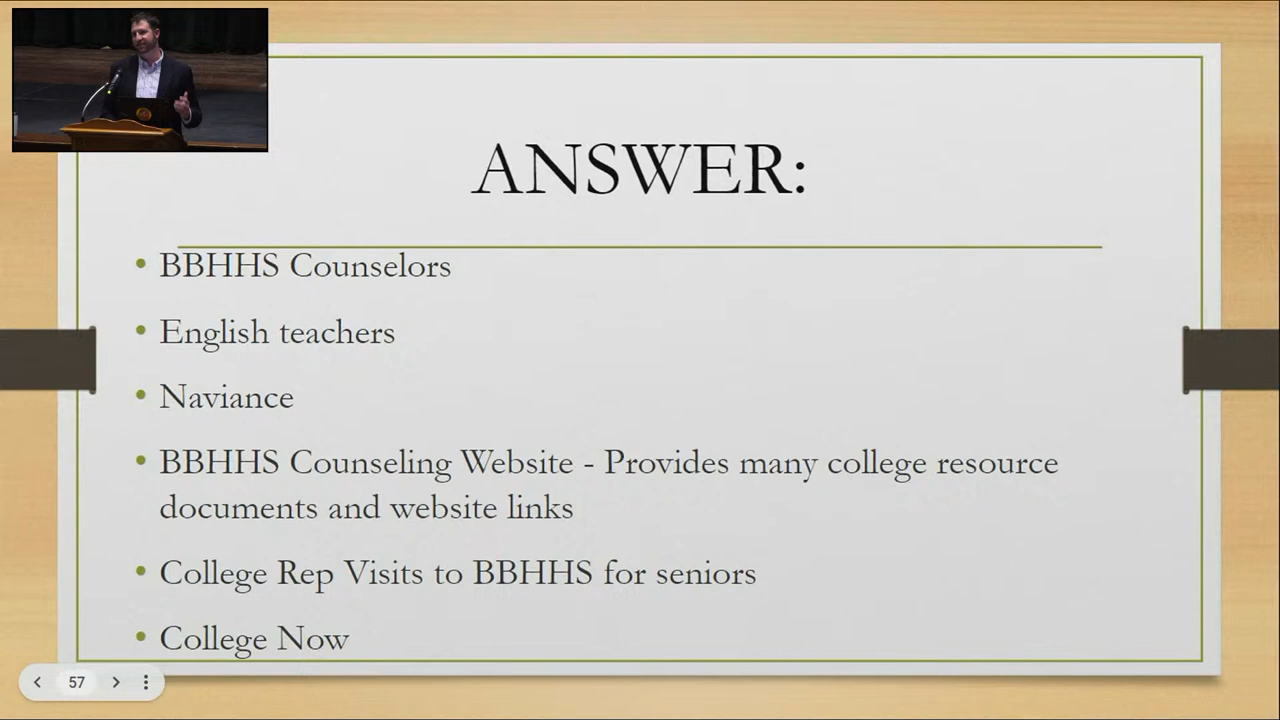 ANSWER:
BBHHS Counselors
English teachers
Naviance
BBHHS Counseling Website - Provides many college resource
documents and website links
College Rep Visits to BBHHS for seniors
College Now
57